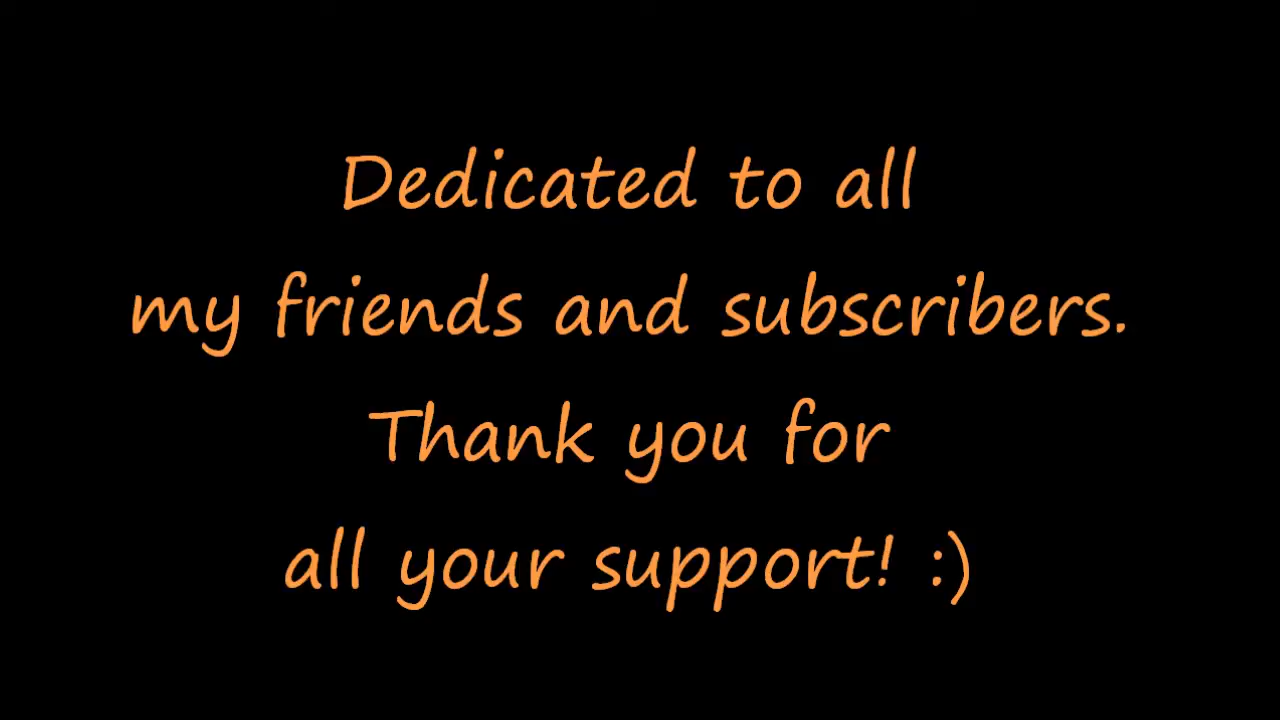 Dedicated to all
my friends and subscribers.
Thank you for
all your support! :)